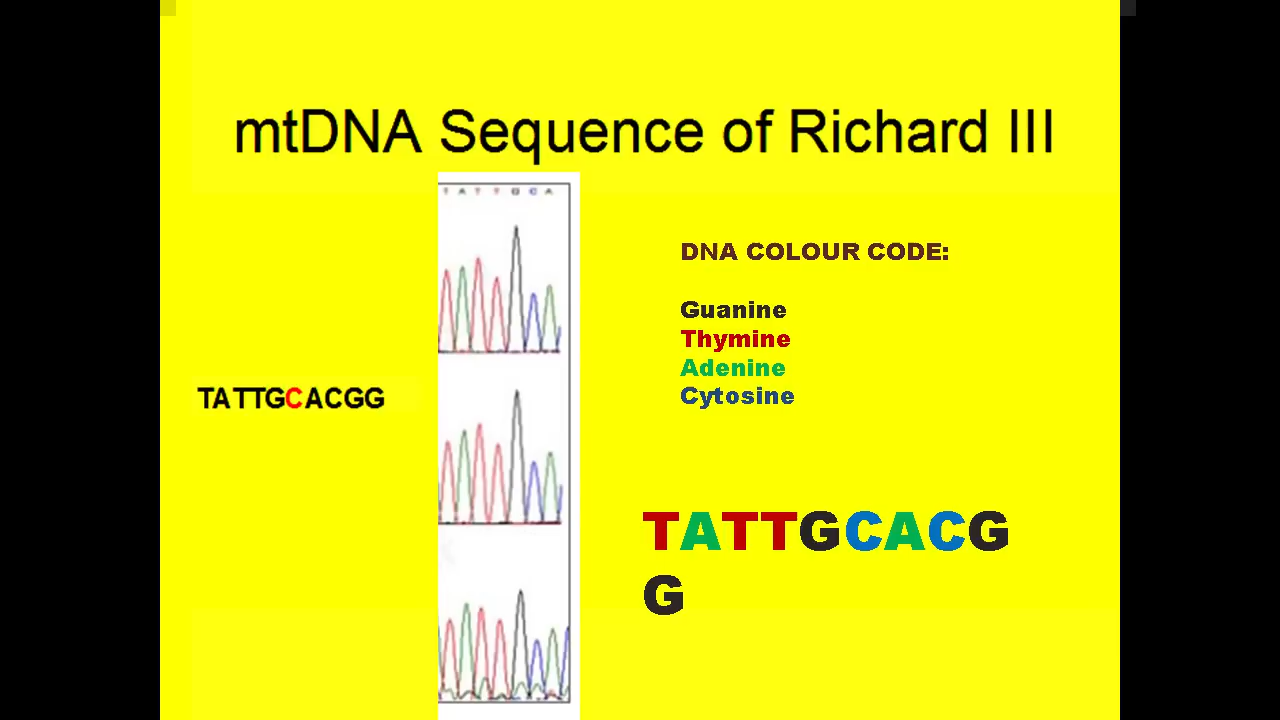 mtDNA Sequence of Richard III
T A T T G C A
DNA COLOUR CODE:
Guanine
Thymine
Adenine
Cytosine
TATTGCACGG
TATTGCACG
G